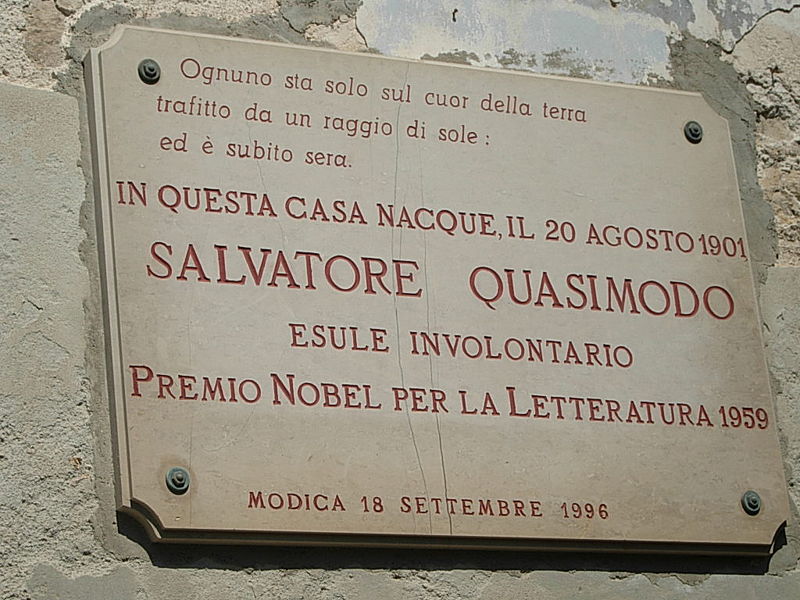 Ognuno sta solo sul cuor della terra
trafitto da un raggio di sole :
ed è subito sera.
IN QUESTA CASA NACQUE, IL 20 AGOSTO 1901,
SALVATORE QUASIMODO
ESULE INVOLONTARIO
PREMIO NOBEL PER LA LETTERATURA 1959
MODICA 18 SETTEMBRE 1996